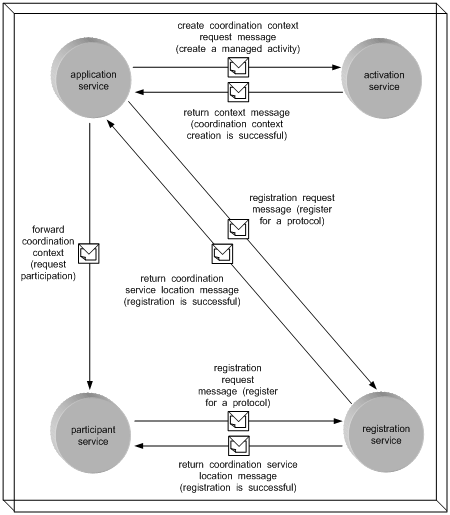 create coordination context
request message
(create a managed activity)
application
service
activation
service
return context message
(coordination context
creation is successful)
registration request
message (register
for a protocol)
forward
coordination
context
(request
participation)
return coordination
service location message
(registration is successful)
registration
request
message (register
for a protocol)
participant
service
registration
service
return coordination service
location message
(registration is successful)